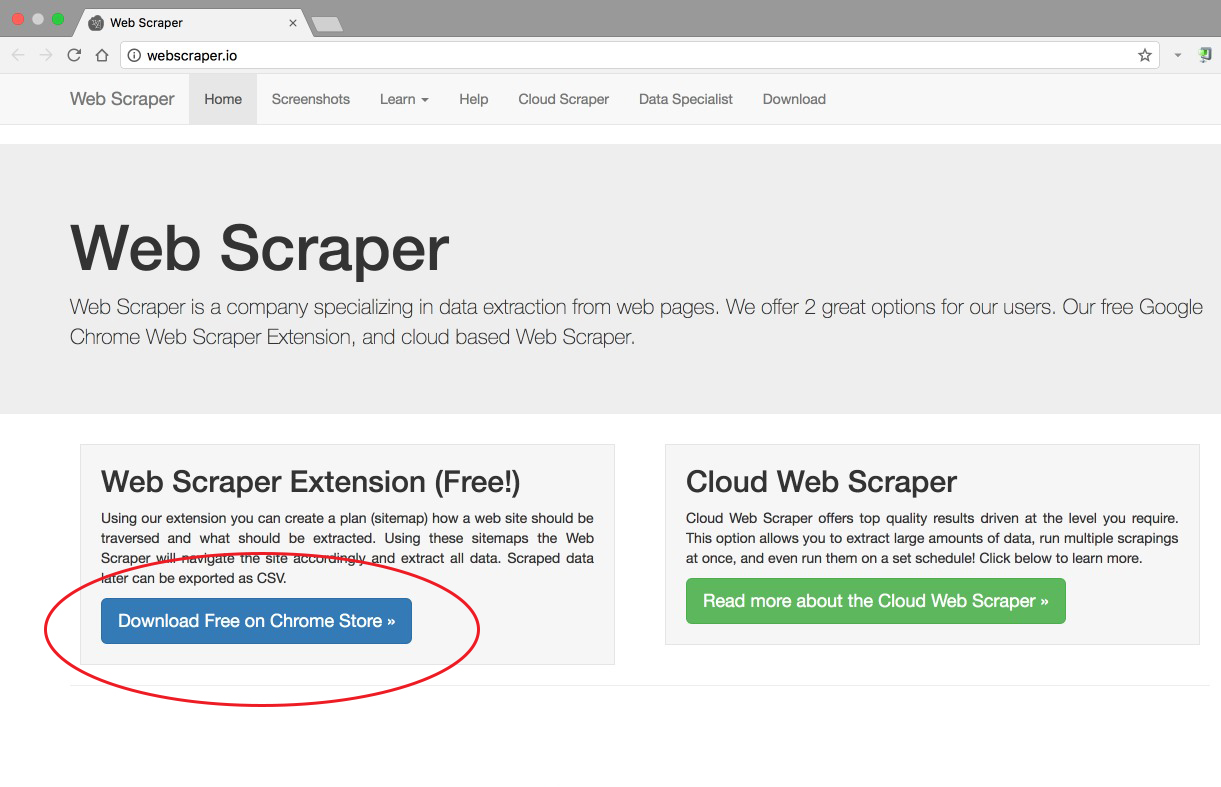 Web Scraper
webscraper.io
Web Scraper Home Screenshots Learn Help Cloud Scraper Data Specialist Download
Web Scraper
Web Scraper is a company specializing in data extraction from web pages. We offer 2 great options for our users. Our free Google
Chrome Web Scraper Extension, and cloud based Web Scraper.
Web Scraper Extension (Free!)
Using our extension you can create a plan (sitemap) how a web site should be
traversed and what should be extracted. Using these sitemaps the Web
Scraper will navigate the site accordingly and extract all data. Scraped data
later can be exported as CSV.
Download Free on Chrome Store »
Cloud Web Scraper
Cloud Web Scraper offers top quality results driven at the level you require.
This option allows you to extract large amounts of data, run multiple scrapings
at once, and even run them on a set schedule! Click below to learn more.
Read more about the Cloud Web Scraper »